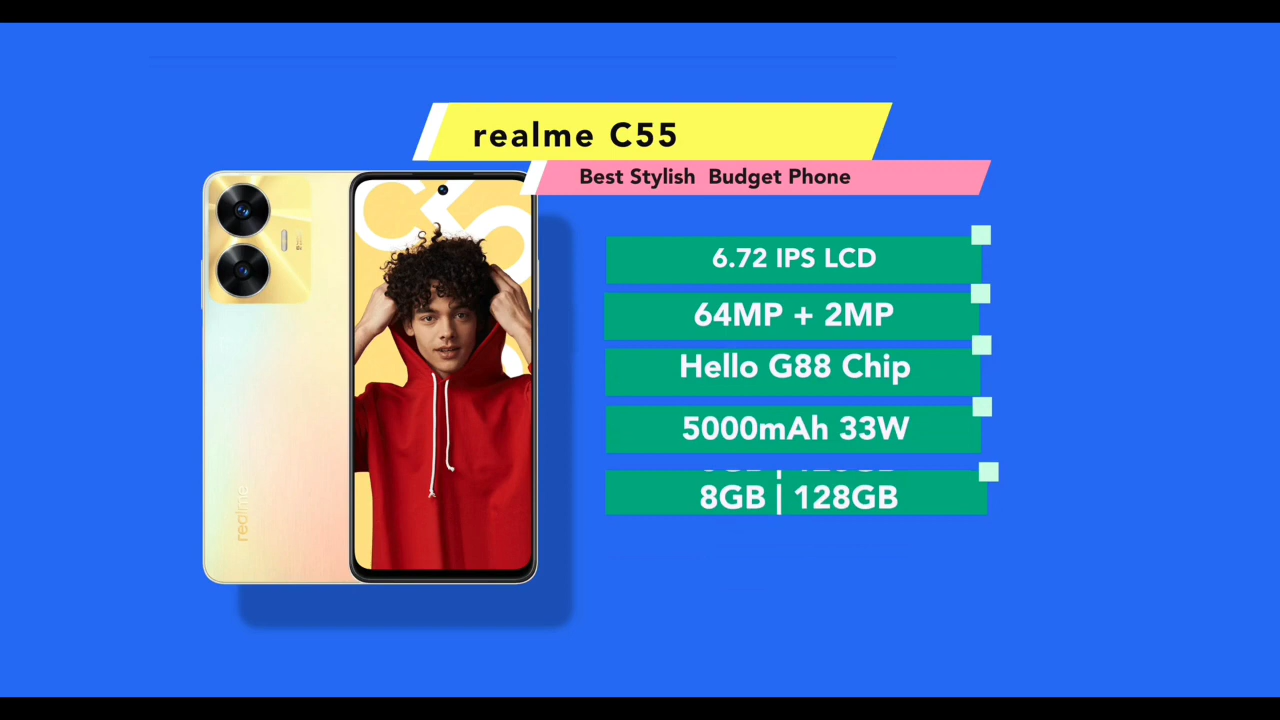 realme C55
Best Stylish Budget Phone
6.72 IPS LCD
64MP + 2MP
Hello G88 Chip
5000mAh 33W
8GB | 128GB
realme